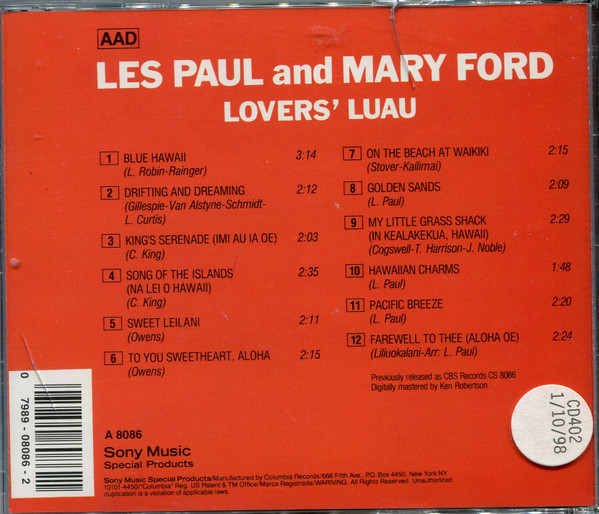 AAD
LES PAUL and MARY FORD
LOVERS' LUAU
1 BLUE HAWAII 3:14
(L. Robin-Rainger)
2 DRIFTING AND DREAMING 2:12
(Gillespie-Van Alstyne-Schmidt-
L. Curtis)
3 KING'S SERENADE (IMI AU IA OE) 2:03
(C. King)
4 SONG OF THE ISLANDS 2:35
(NA LEI O HAWAII)
(C. King)
5 SWEET LEILANI 2:11
(Owens)
6 TO YOU SWEETHEART, ALOHA 2:15
(Owens)
7 ON THE BEACH AT WAIKIKI 2:15
(Stover-Kailimai)
8 GOLDEN SANDS 2:09
(L. Paul)
9 MY LITTLE GRASS SHACK 2:29
(IN KEALAKEKUA, HAWAII)
(Cogswell-T. Harrison-J. Noble)
10 HAWAIIAN CHARMS 1:48
(L. Paul)
11 PACIFIC BREEZE 2:20
(L. Paul)
12 FAREWELL TO THEE (ALOHA OE) 2:24
(Liliuokalani-Arr: L. Paul)
Previously released as CBS Records CS 8086
Digitally mastered by Ken Robertson
0 7989-08086-2
CD402
1/10/98
A 8086
Sony Music
Special Products
Sony Music Special Products/Manufactured by Columbia Records/666 Fifth Ave., P.O. Box 4450, New York NY
10101-4450/"Columbia" Reg. US Patent & TM Office/Marca Registrada/WARNING. All Rights Reserved. Unauthorized
duplication is a violation of applicable laws.